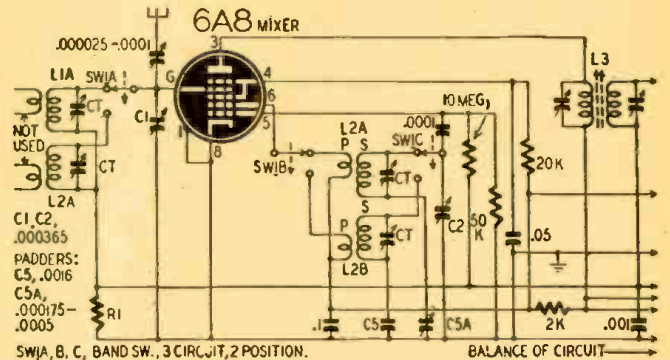 6A8 MIXER
.000025-.0001
3
L3
SW1A
L1A
G
4
6
5
CT
C1
.0001
10 MEG,
NOT
USED
1
8
L2A
SW1C
P
S
SW1B
CT
20K
CT
C2
S
L2A
P
CT
50
K
.05
C1, C2,
.000365
L2B
PADDERS:
C5, .0016
C5A,
.000175-
.0005
R1
.1
C5
C5A
2K
.001
SW1A, B, C, BAND SW., 3 CIRCUIT, 2 POSITION.
BALANCE OF CIRCUIT